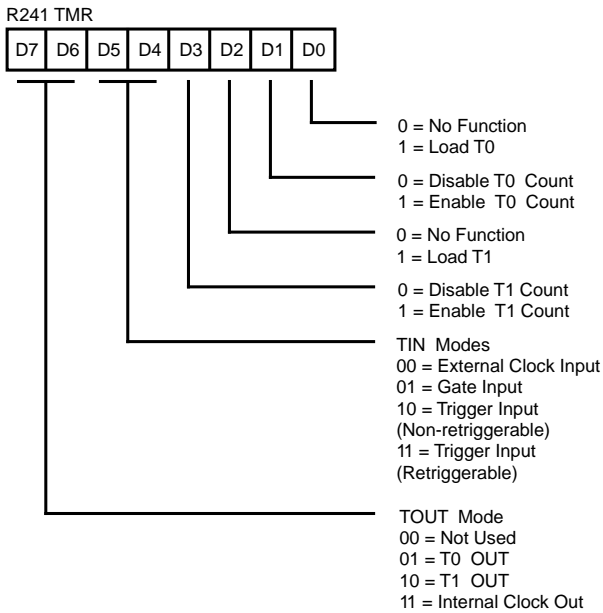 R241 TMR
D7 D6 D5 D4 D3 D2 D1 D0
0 = No Function
1 = Load T0
0 = Disable T0 Count
1 = Enable T0 Count
0 = No Function
1 = Load T1
0 = Disable T1 Count
1 = Enable T1 Count
TIN Modes
00 = External Clock Input
01 = Gate Input
10 = Trigger Input
(Non-retriggerable)
11 = Trigger Input
(Retriggerable)
TOUT Mode
00 = Not Used
01 = T0 OUT
10 = T1 OUT
11 = Internal Clock Out